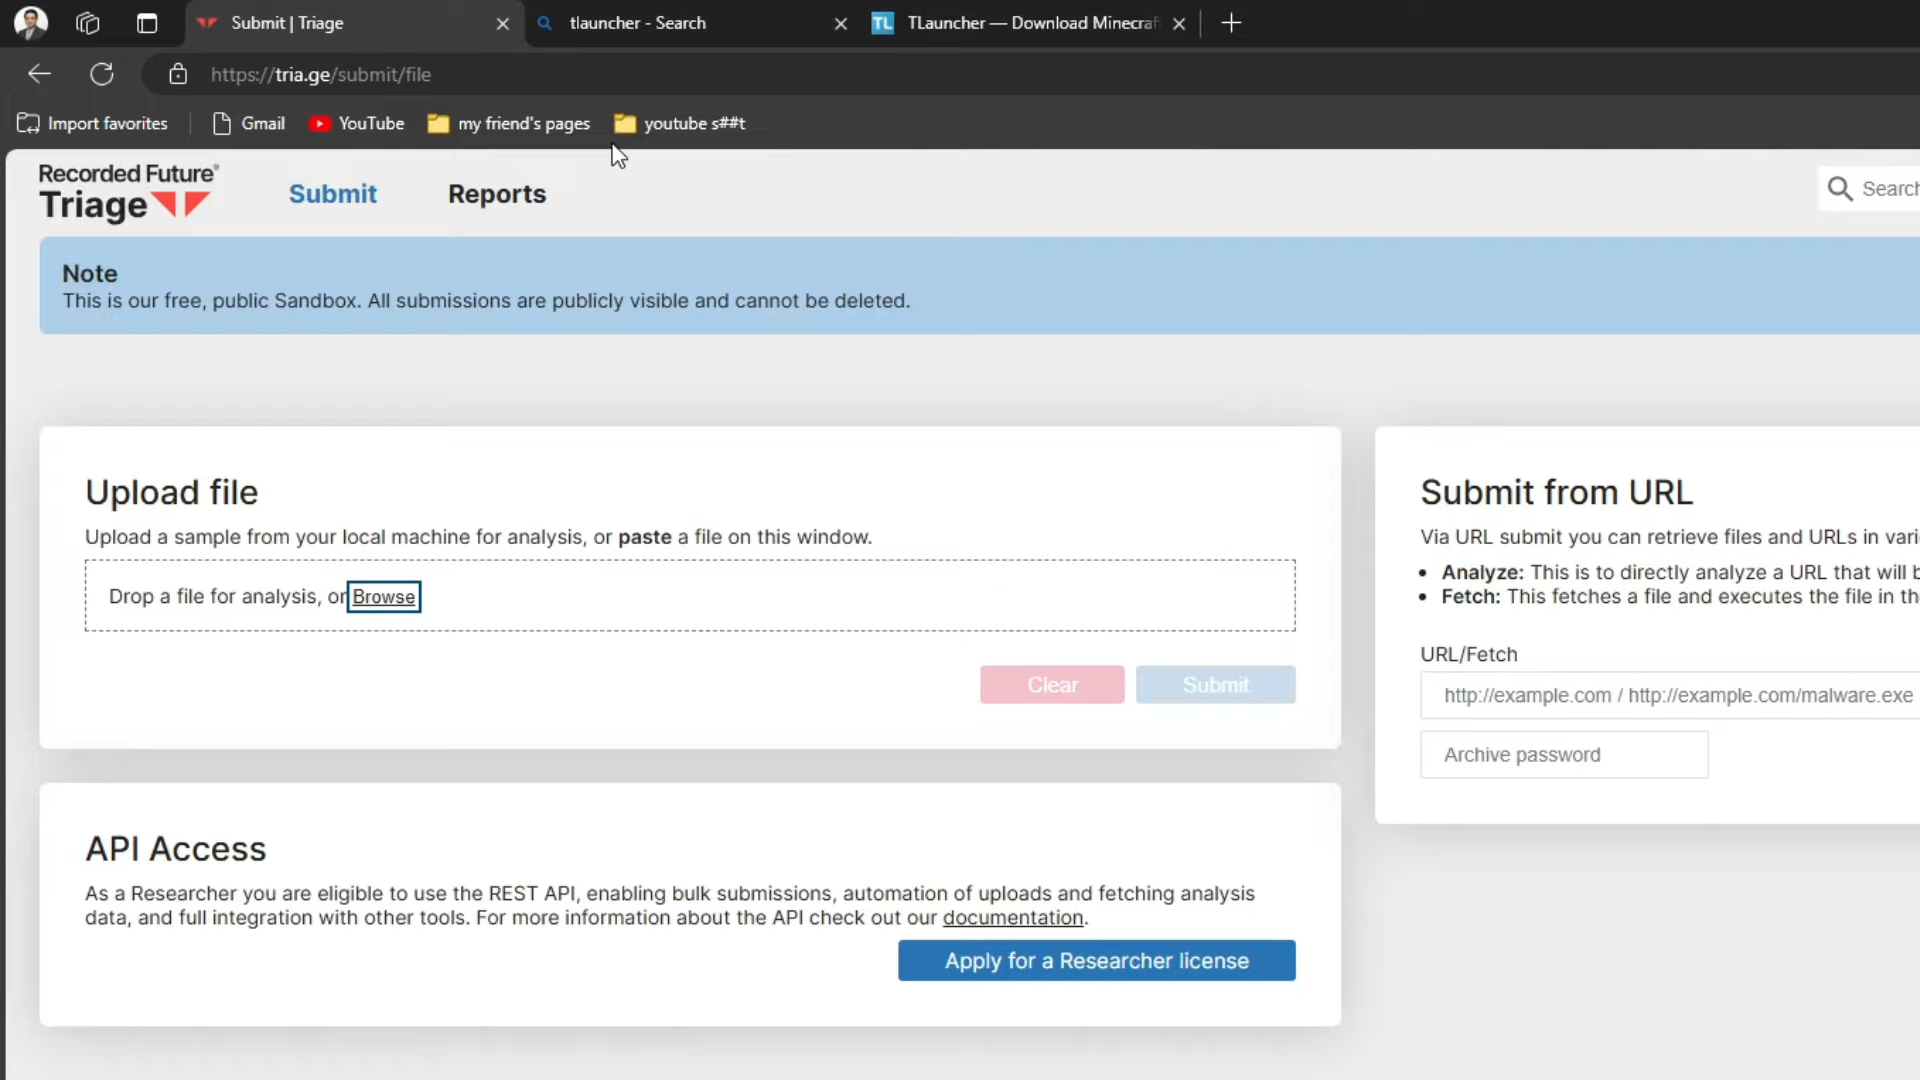 Submit | Triage
tlauncher - Search
TL
TLauncher — Download Minecraf
https://tria.ge/submit/file
Import favorites
Gmail
YouTube
my friend's pages
youtube s##t
Recorded Future®
Triage
Submit
Reports
Search
Note
This is our free, public Sandbox. All submissions are publicly visible and cannot be deleted.
Upload file
Upload a sample from your local machine for analysis, or paste a file on this window.
Drop a file for analysis, or Browse
Clear
Submit
Submit from URL
Via URL submit you can retrieve files and URLs in vari
• Analyze: This is to directly analyze a URL that will b
• Fetch: This fetches a file and executes the file in th
URL/Fetch
http://example.com / http://example.com/malware.exe
Archive password
API Access
As a Researcher you are eligible to use the REST API, enabling bulk submissions, automation of uploads and fetching analysis
data, and full integration with other tools. For more information about the API check out our documentation.
Apply for a Researcher license